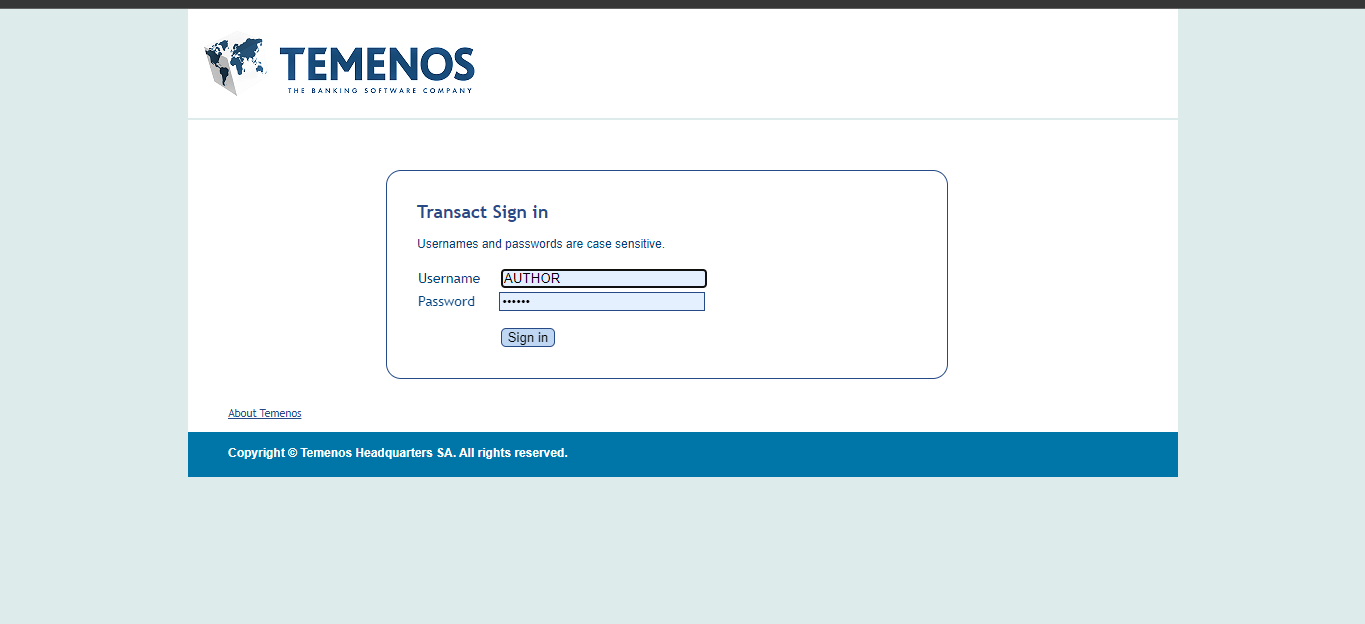 TEMENOS
THE BANKING SOFTWARE COMPANY
Transact Sign in
Usernames and passwords are case sensitive.
Username AUTHOR
Password ••••••
Sign in
About Temenos
Copyright © Temenos Headquarters SA. All rights reserved.